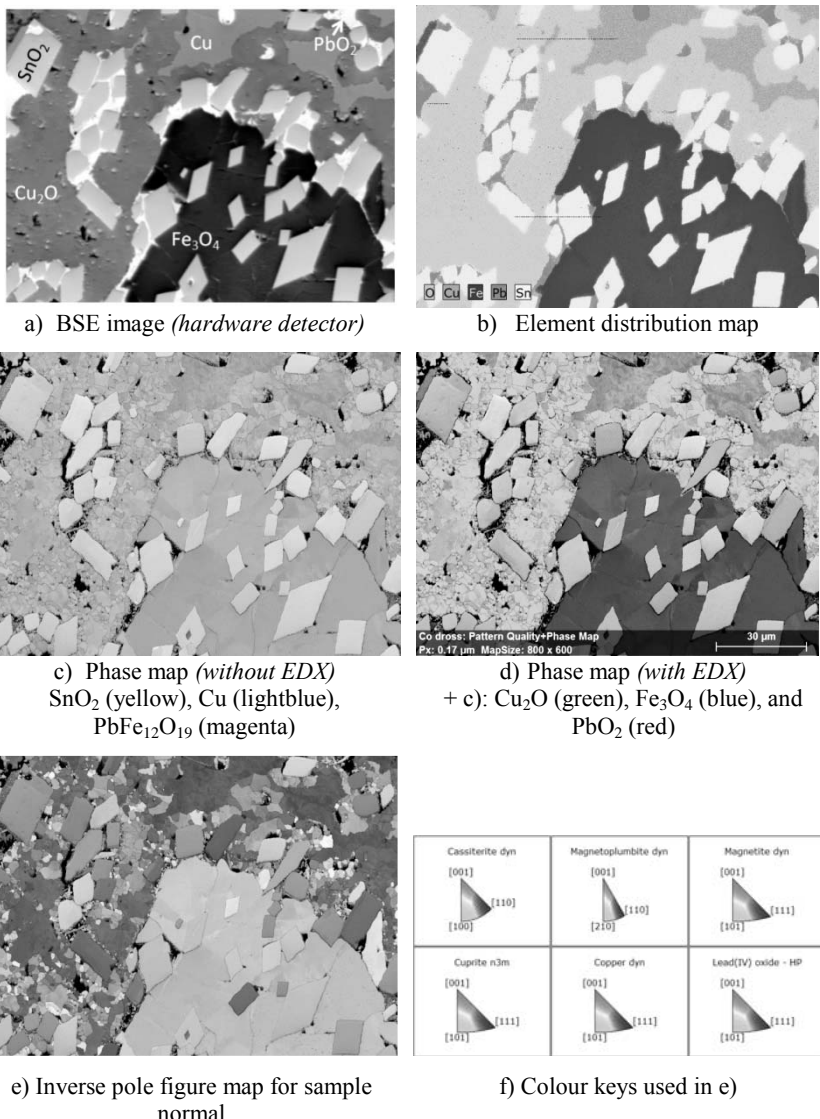 Cu
PbO₂
SnO₂
Cu₂O
Fe₃O₄
O Cu Fe Pb Sn
a) BSE image (hardware detector)
b) Element distribution map
Co dross: Pattern Quality+Phase Map
Px: 0.17 µm MapSize: 800 x 600
30 µm
c) Phase map (without EDX)
SnO₂ (yellow), Cu (lightblue),
PbFe₁₂O₁₉ (magenta)
d) Phase map (with EDX)
+ c): Cu₂O (green), Fe₃O₄ (blue), and
PbO₂ (red)
Cassiterite dyn
[001]
[110]
[100]
Magnetoplumbite dyn
[001]
[110]
[210]
Magnetite dyn
[001]
[111]
[101]
Cuprite n3m
[001]
[111]
[101]
Copper dyn
[001]
[111]
[101]
Lead(IV) oxide - HP
[001]
[111]
[101]
e) Inverse pole figure map for sample
normal
f) Colour keys used in e)